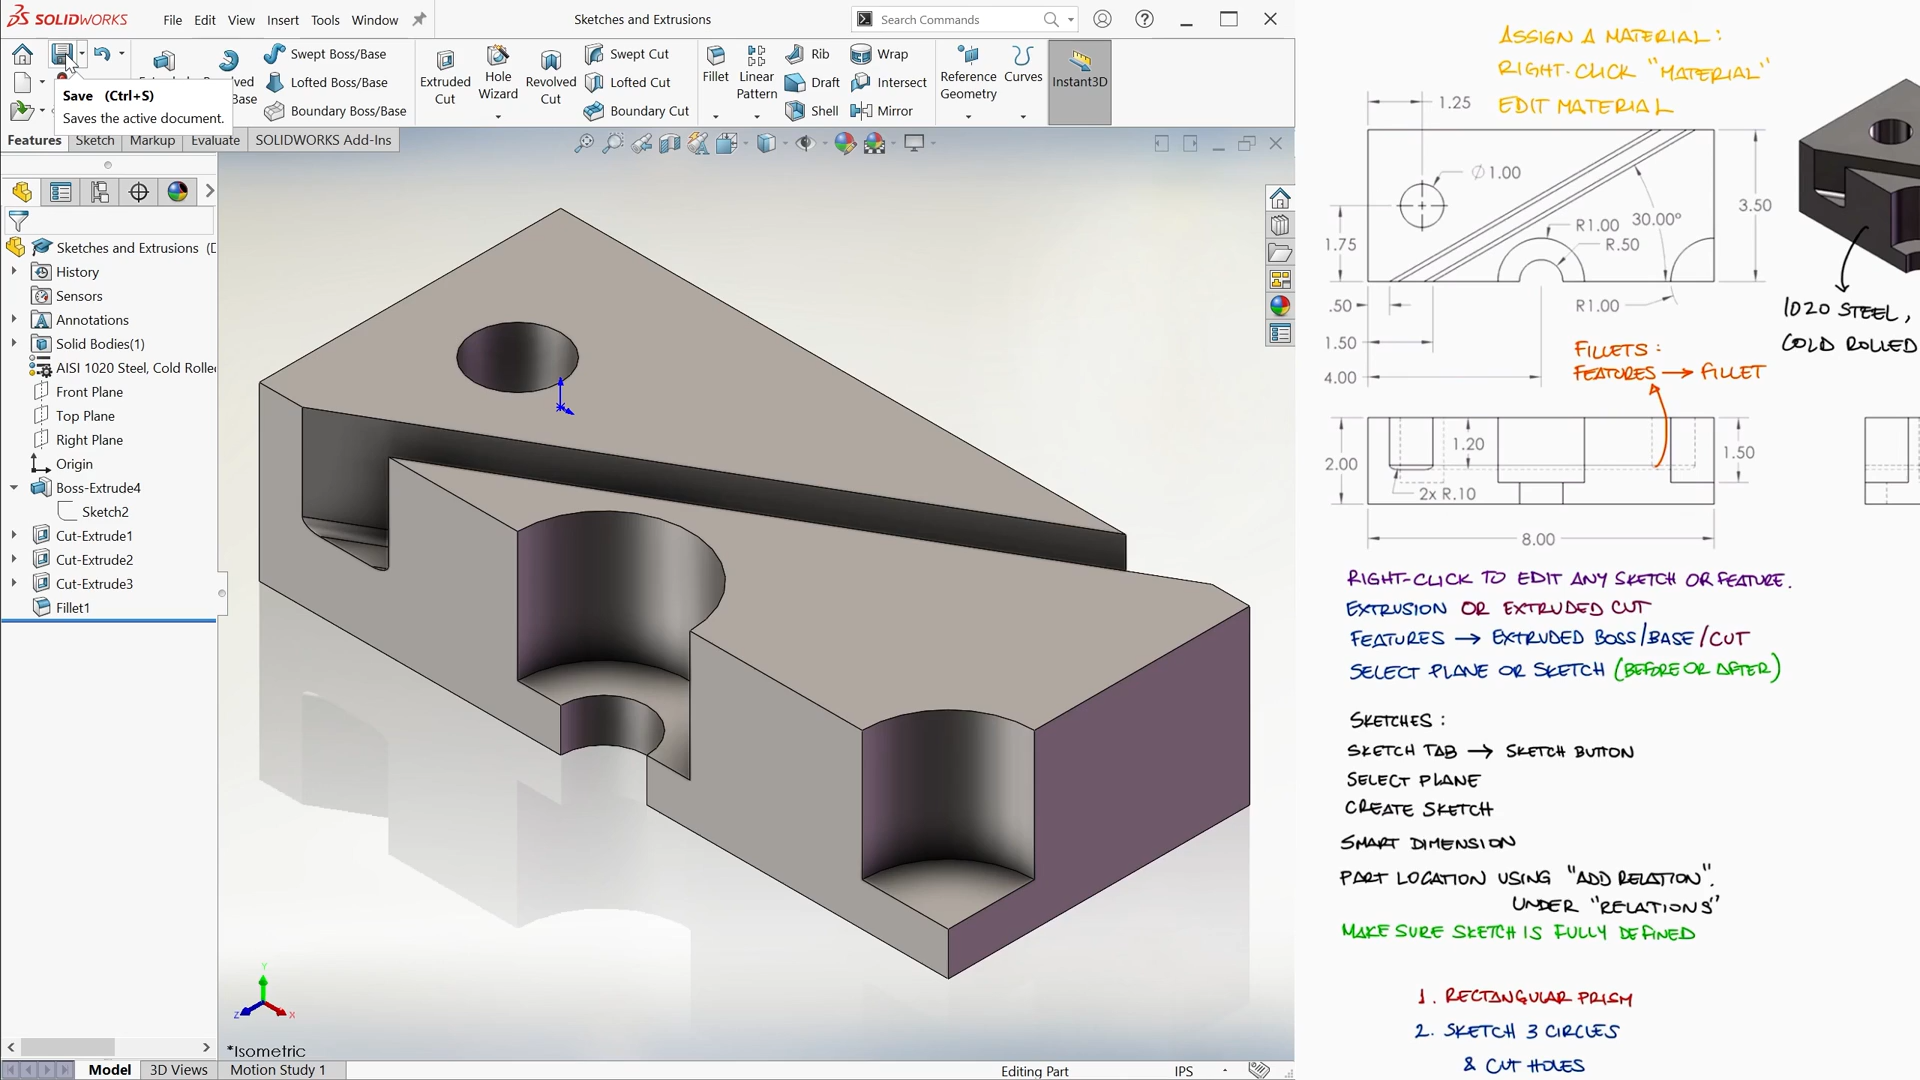 SOLIDWORKS
File Edit View Insert Tools Window
Sketches and Extrusions
Search Commands
Swept Boss/Base
Lofted Boss/Base
Boundary Boss/Base
Extruded Cut
Hole Wizard
Revolved Cut
Swept Cut
Lofted Cut
Boundary Cut
Fillet
Linear Pattern
Rib
Draft
Shell
Wrap
Intersect
Mirror
Reference Geometry
Curves
Instant3D
Save (Ctrl+S)
Saves the active document.
Features Sketch Markup Evaluate SOLIDWORKS Add-Ins
Sketches and Extrusions (D
History
Sensors
Annotations
Solid Bodies(1)
AISI 1020 Steel, Cold Rolled
Front Plane
Top Plane
Right Plane
Origin
Boss-Extrude4
Sketch2
Cut-Extrude1
Cut-Extrude2
Cut-Extrude3
Fillet1
Y
Z
X
*Isometric
Model 3D Views Motion Study 1
Editing Part
IPS
ASSIGN A MATERIAL:
RIGHT-CLICK "MATERIAL"
EDIT MATERIAL
1.25
Ø1.00
3.50
R1.00
30.00°
R.50
1.75
.50
R1.00
1.50
4.00
1020 STEEL,
COLD ROLLED
FILLETS:
FEATURES → FILLET
2.00
1.20
1.50
2x R.10
8.00
RIGHT-CLICK TO EDIT ANY SKETCH OR FEATURE.
EXTRUSION OR EXTRUDED CUT
FEATURES → EXTRUDED BOSS/BASE/CUT
SELECT PLANE OR SKETCH (BEFORE OR AFTER)
SKETCHES:
SKETCH TAB → SKETCH BUTTON
SELECT PLANE
CREATE SKETCH
SMART DIMENSION
PART LOCATION USING "ADD RELATION".
UNDER "RELATIONS"
MAKE SURE SKETCH IS FULLY DEFINED
1. RECTANGULAR PRISM
2. SKETCH 3 CIRCLES
& CUT HOLES